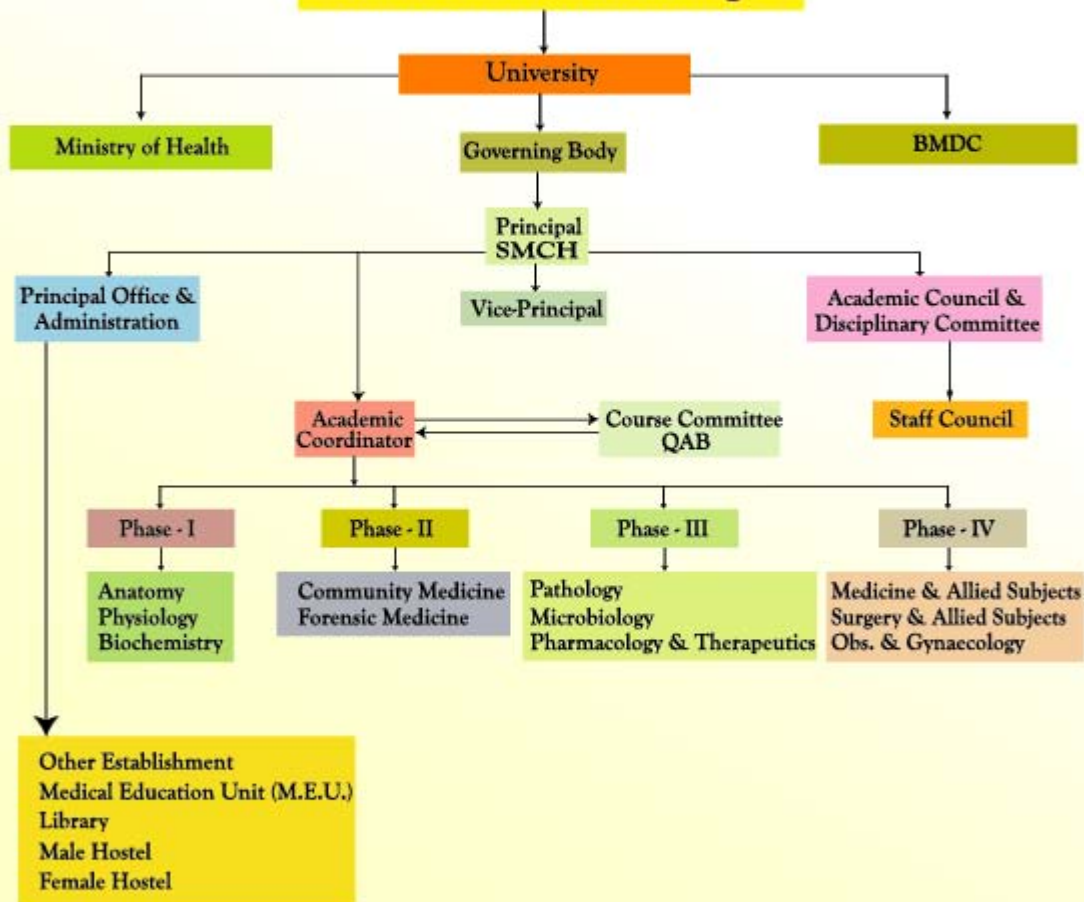 University
Ministry of Health
Governing Body
BMDC
Principal
SMCH
Principal Office &
Administration
Vice-Principal
Academic Council &
Disciplinary Committee
Academic
Coordinator
Course Committee
QAB
Staff Council
Phase - I
Phase - II
Phase - III
Phase - IV
Anatomy
Physiology
Biochemistry
Community Medicine
Forensic Medicine
Pathology
Microbiology
Pharmacology & Therapeutics
Medicine & Allied Subjects
Surgery & Allied Subjects
Obs. & Gynaecology
Other Establishment
Medical Education Unit (M.E.U.)
Library
Male Hostel
Female Hostel